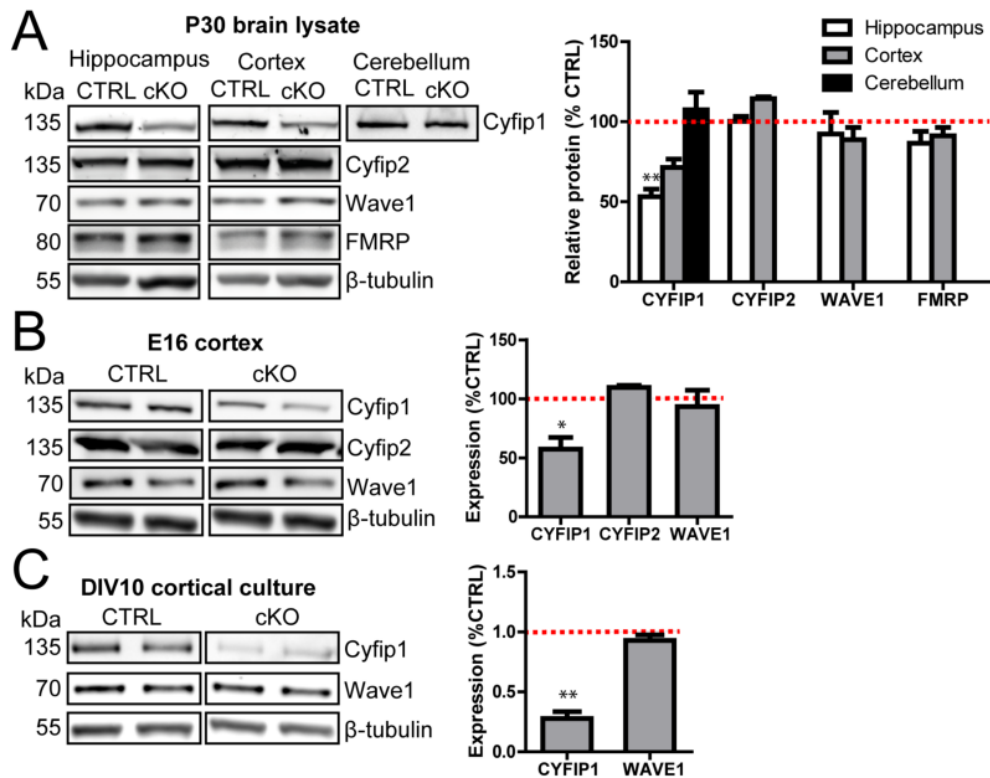 A
P30 brain lysate
Hippocampus Cortex Cerebellum
kDa CTRL cKO CTRL cKO CTRL cKO
135 Cyfip1
135 Cyfip2
70 Wave1
80 FMRP
55 β-tubulin
Relative protein (% CTRL)
150
100
50
0
**
CYFIP1 CYFIP2 WAVE1 FMRP
Hippocampus
Cortex
Cerebellum
B
E16 cortex
kDa CTRL cKO
135 Cyfip1
135 Cyfip2
70 Wave1
55 β-tubulin
Expression (%CTRL)
150
100
50
0
*
CYFIP1 CYFIP2 WAVE1
C
DIV10 cortical culture
kDa CTRL cKO
135 Cyfip1
70 Wave1
55 β-tubulin
Expression (%CTRL)
1.5
1.0
0.5
0.0
**
CYFIP1 WAVE1